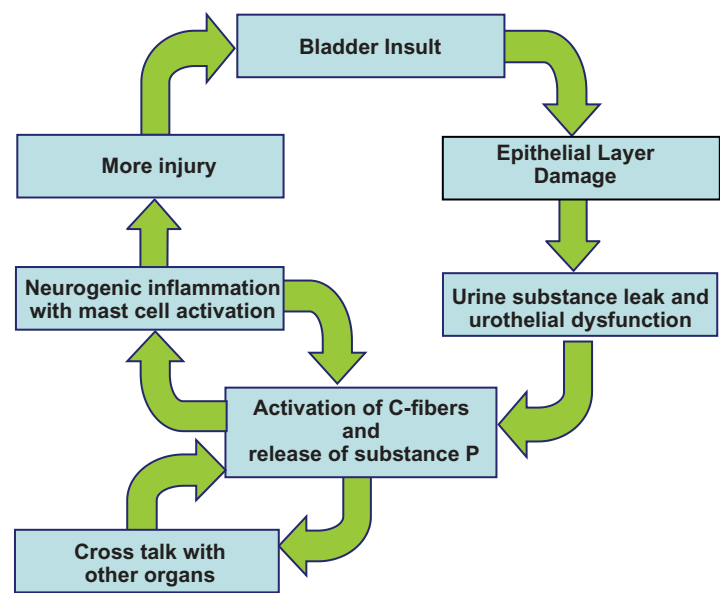 Bladder Insult
Epithelial Layer
Damage
More injury
Neurogenic inflammation
with mast cell activation
Urine substance leak and
urothelial dysfunction
Activation of C-fibers
and
release of substance P
Cross talk with
other organs